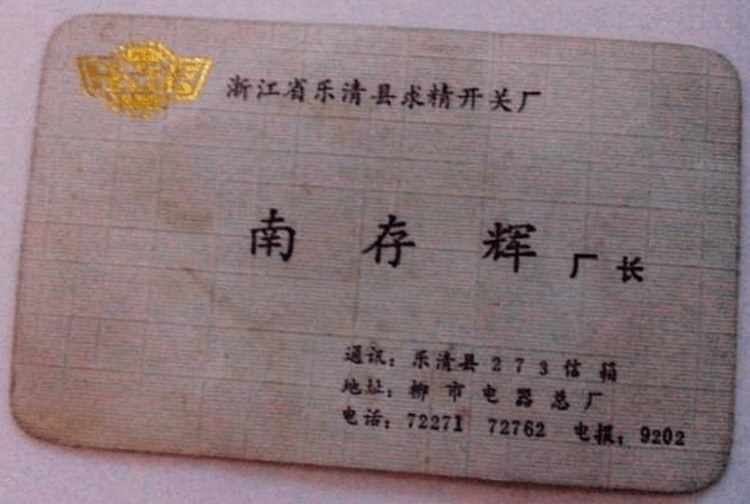 浙江省乐清县求精开关厂
南存辉 厂长
通讯：乐清县273信箱
地址：柳市电器总厂
电话：72271 72762 电报：9202